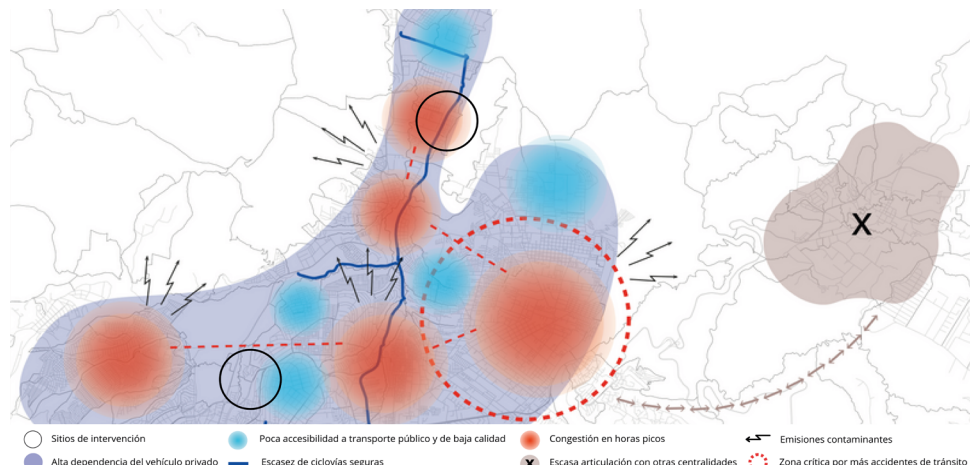 X
Sitios de intervención
Poca accesibilidad a transporte público y de baja calidad
Congestión en horas picos
Emisiones contaminantes
Alta dependencia del vehículo privado
Escasez de ciclovías seguras
X
Escasa articulación con otras centralidades
Zona crítica por más accidentes de tránsito